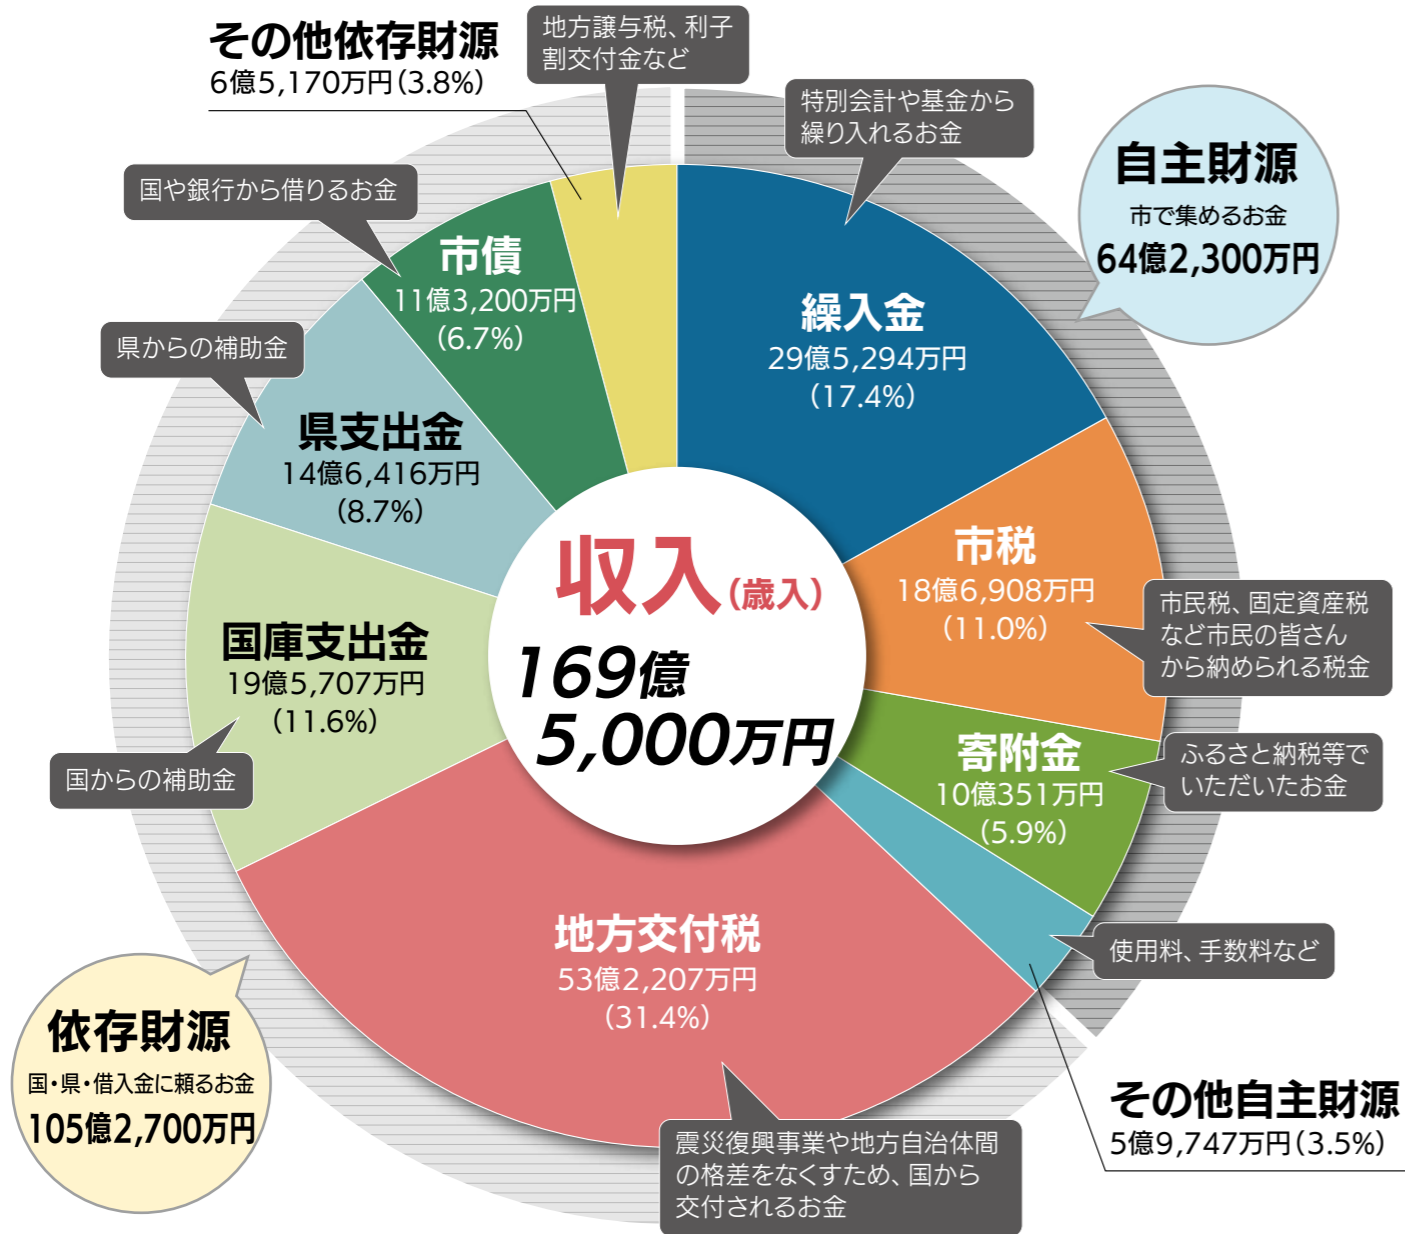 その他依存財源
6億5,170万円(3.8%)
地方譲与税、利子
割交付金など
特別会計や基金から
繰り入れるお金
自主財源
市で集めるお金
64億2,300万円
国や銀行から借りるお金
市債
11億3,200万円
(6.7%)
繰入金
29億5,294万円
(17.4%)
県からの補助金
県支出金
14億6,416万円
(8.7%)
収入(歳入)
169億
5,000万円
市税
18億6,908万円
(11.0%)
市民税、固定資産税
など市民の皆さん
から納められる税金
国庫支出金
19億5,707万円
(11.6%)
国からの補助金
寄附金
10億351万円
(5.9%)
ふるさと納税等で
いただいたお金
地方交付税
53億2,207万円
(31.4%)
使用料、手数料など
依存財源
国・県・借入金に頼るお金
105億2,700万円
その他自主財源
5億9,747万円(3.5%)
震災復興事業や地方自治体間
の格差をなくすため、国から
交付されるお金